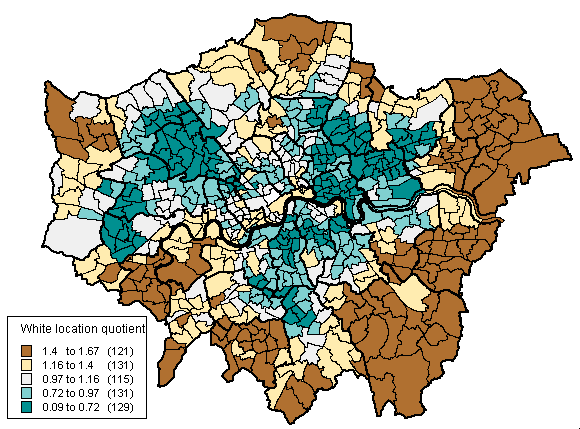 White location quotient
1.4 to 1.67 (121)
1.16 to 1.4 (131)
0.97 to 1.16 (115)
0.72 to 0.97 (131)
0.09 to 0.72 (129)